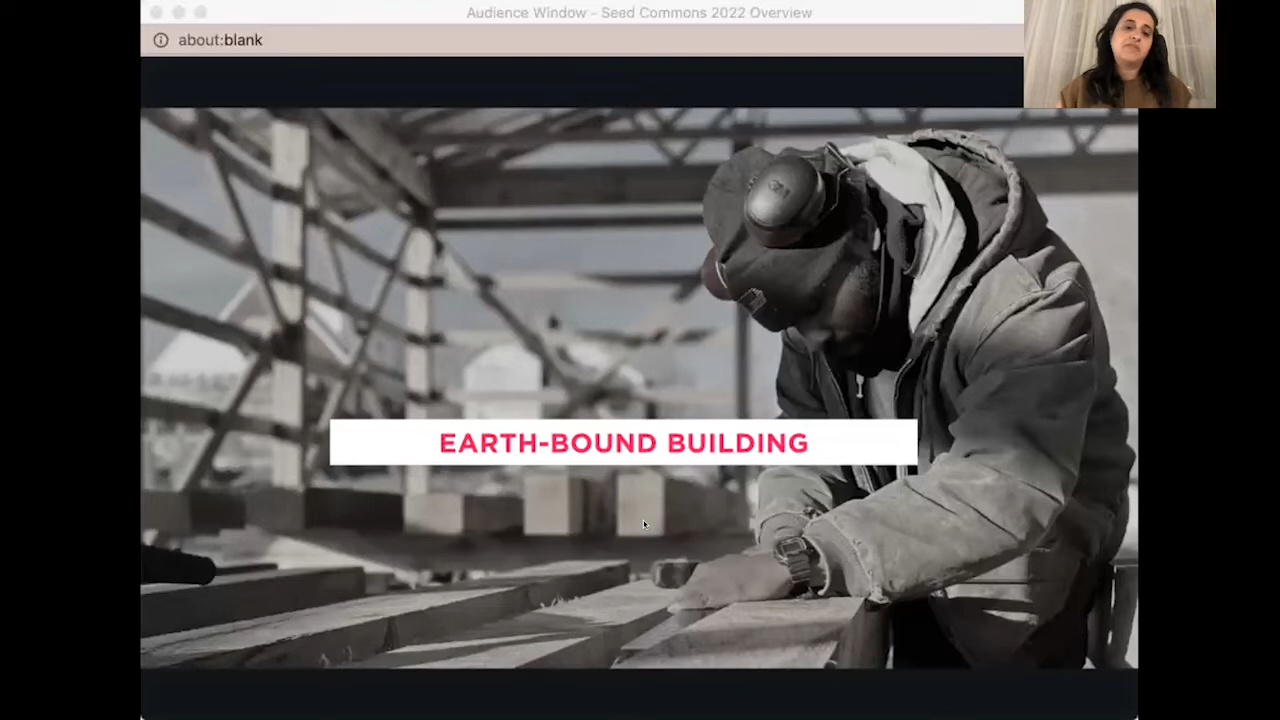 Audience Window - Seed Commons 2022 Overview
about:blank
EARTH-BOUND BUILDING